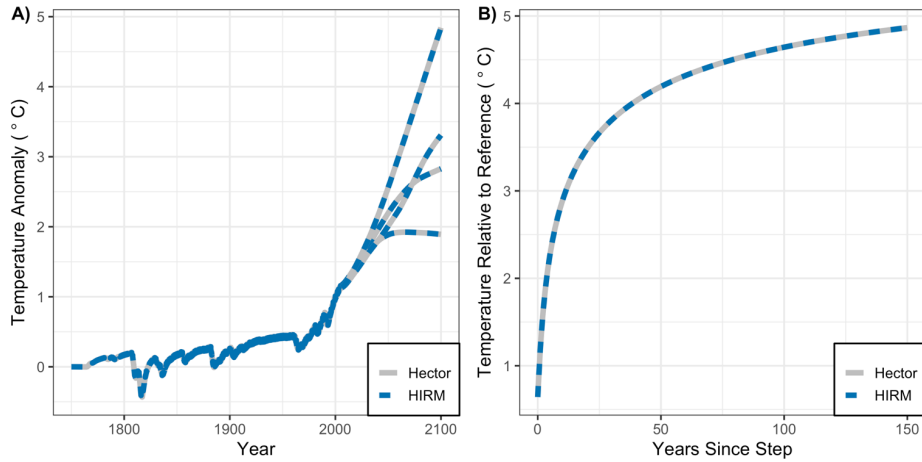 A)
5
4
3
2
1
0
Temperature Anomaly ( ° C)
1800
1900
2000
2100
Year
Hector
HIRM
B)
5
4
3
2
1
Temperature Relative to Reference ( ° C)
0
50
100
150
Years Since Step
Hector
HIRM